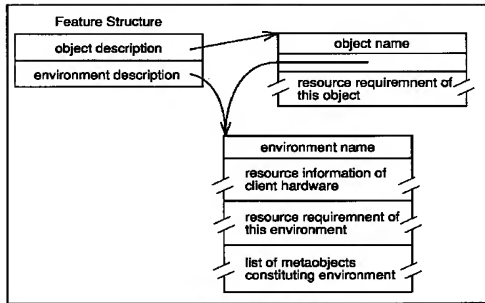 Feature Structure
object description
environment description
object name
resource requiremnent of
this object
environment name
resource information of
client hardware
resource requiremnent of
this environment
list of metaobjects
constituting environment